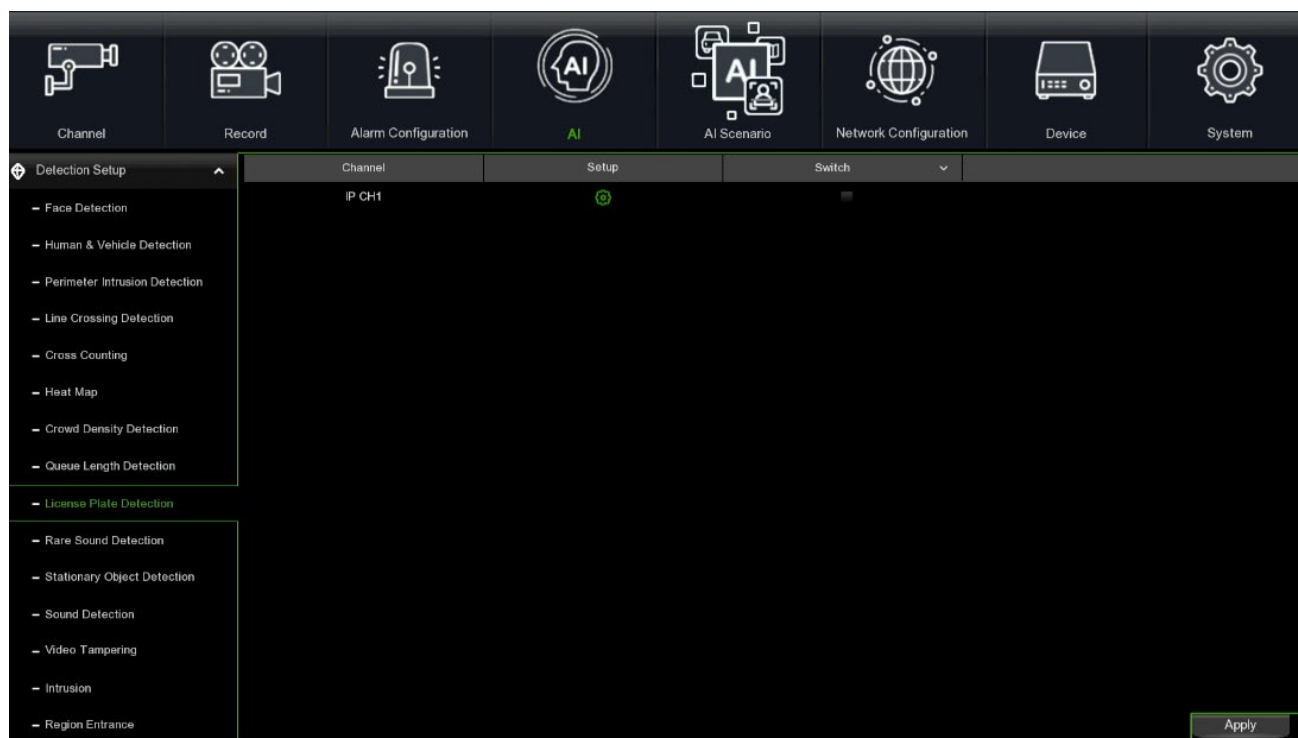 AI
AI
Channel
Record
Alarm Configuration
AI
AI Scenario
Network Configuration
Device
System
Detection Setup
Channel
Setup
Switch
IP CH1
– Face Detection
– Human & Vehicle Detection
– Perimeter Intrusion Detection
– Line Crossing Detection
– Cross Counting
– Heat Map
– Crowd Density Detection
– Queue Length Detection
– License Plate Detection
– Rare Sound Detection
– Stationary Object Detection
– Sound Detection
– Video Tampering
– Intrusion
– Region Entrance
Apply